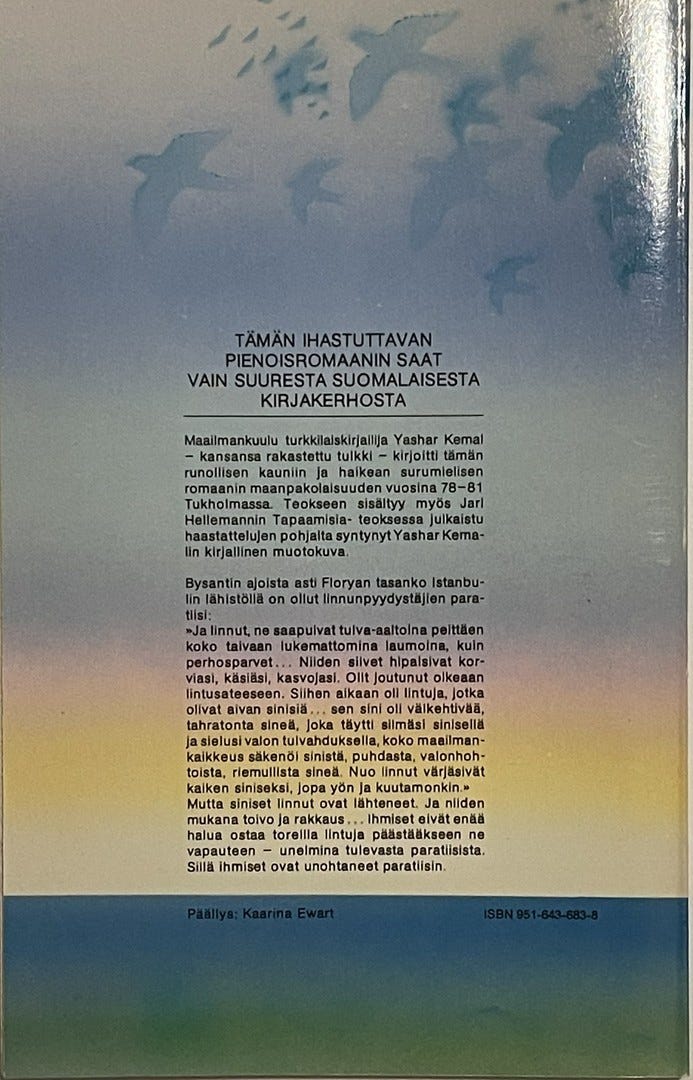 TÄMÄN IHASTUTTAVAN
PIENOISROMAANIN SAAT
VAIN SUURESTA SUOMALAISESTA
KIRJAKERHOSTA
Maailmankuulu turkkilaiskirjailija Yashar Kemal
– kansansa rakastettu tulkki – kirjoitti tämän
runollisen kauniin ja haikean surumielisen
romaanin maanpakolaisuuden vuosina 78–81
Tukholmassa. Teokseen sisältyy myös Jarl
Hellemannin Tapaamisia- teoksessa julkaistu
haastattelujen pohjalta syntynyt Yashar Kema-
lin kirjallinen muotokuva.
Bysantin ajoista asti Floryan tasanko Istanbu-
lin lähistöllä on ollut linnunpyydystäjien para-
tiisi:
»Ja linnut, ne saapuivat tulva-aaltoina peittäen
koko taivaan lukemattomina laumoina, kuin
perhosparvet... Niiden siivet hipaisivat kor-
viasi, käsiäsi, kasvojasi. Olit joutunut oikeaan
lintusateeseen. Siihen aikaan oli lintuja, jotka
olivat aivan sinisiä... sen sini oli välkehtivää,
tahratonta sineä, joka täytti silmäsi sinisellä
ja sielusi valon tulvahduksella, koko maailman-
kaikkeus säkenöi sinistä, puhdasta, valonhoh-
toista, riemullista sineä. Nuo linnut värjäsivät
kaiken siniseksi, jopa yön ja kuutamonkin.»
Mutta siniset linnut ovat lähteneet. Ja niiden
mukana toivo ja rakkaus... Ihmiset eivät enää
halua ostaa toreilla lintuja päästääkseen ne
vapauteen – unelmina tulevasta paratiisista.
Sillä ihmiset ovat unohtaneet paratiisin.
Päällys: Kaarina Ewart
ISBN 951-643-683-8